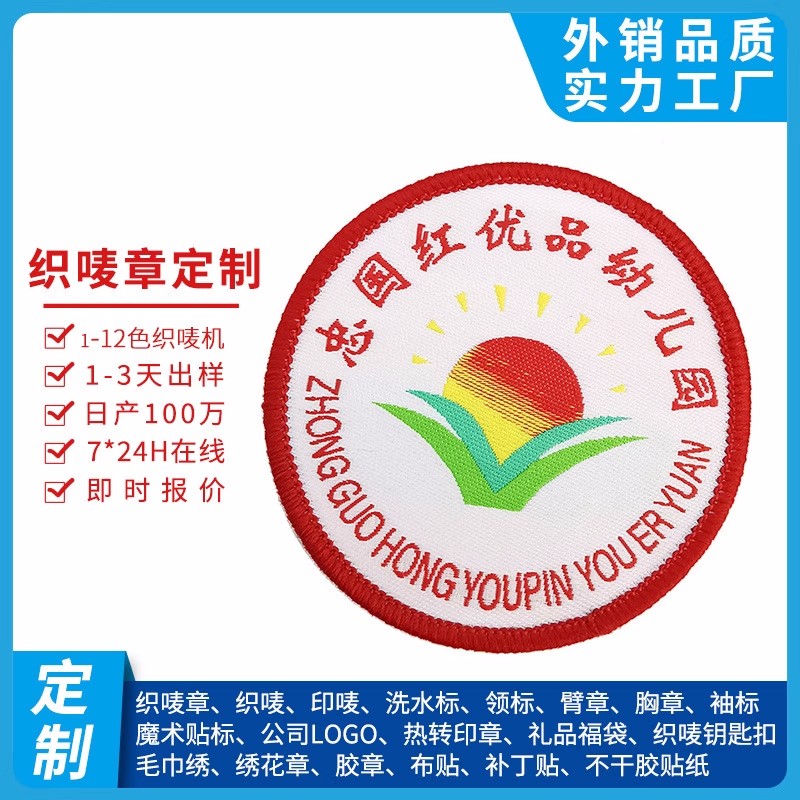 外销品质
实力工厂
织唛章定制
1-12色织唛机
1-3天出样
日产100万
7*24H在线
即时报价
忠国红优品幼儿园
ZHONG GUO HONG YOUPIN YOU ER YUAN
定制
织唛章、织唛、印唛、洗水标、领标、臂章、胸章、袖标
魔术贴标、公司LOGO、热转印章、礼品福袋、织唛钥匙扣
毛巾绣、绣花章、胶章、布贴、补丁贴、不干胶贴纸